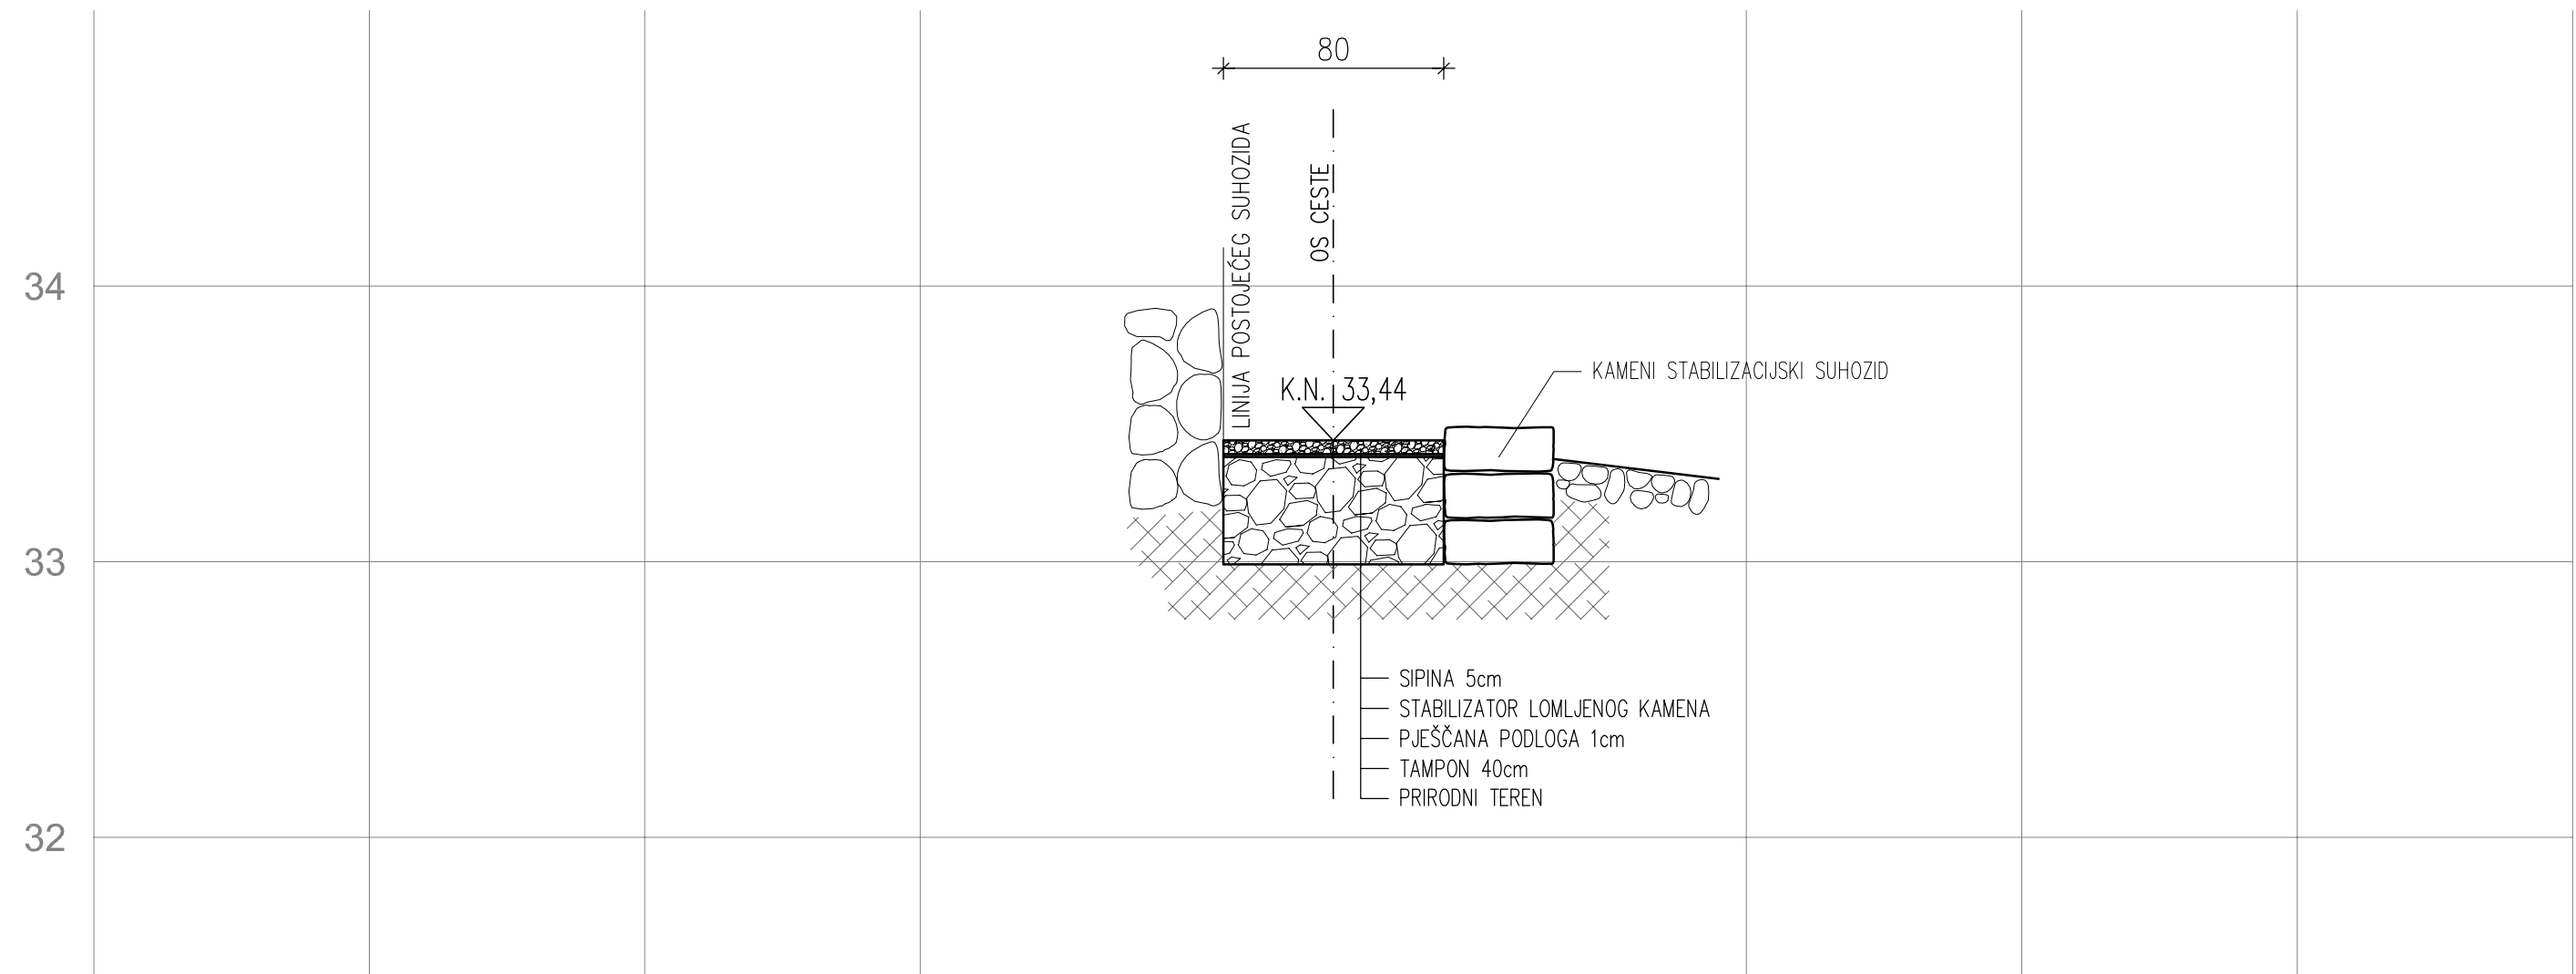 80
LINIJA POSTOJEĆEG SUHOZIDA
OS CESTE
34
KAMENI STABILIZACIJSKI SUHOZID
K.N. 33,44
33
SIPINA 5cm
STABILIZATOR LOMLJENOG KAMENA
PJEŠČANA PODLOGA 1cm
TAMPON 40cm
PRIRODNI TEREN
32